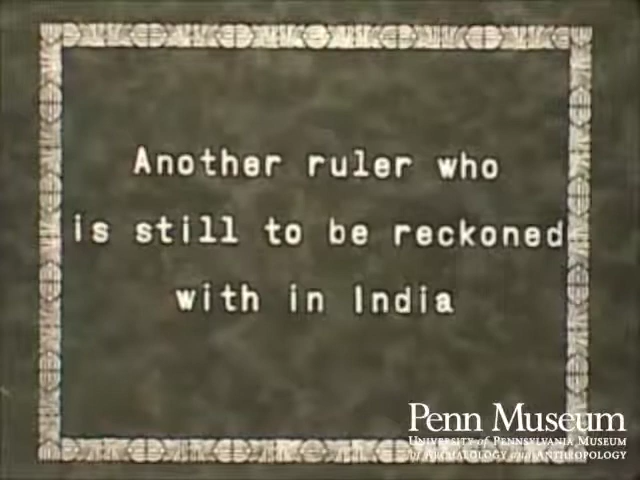 Another ruler who
is still to be reckoned
with in India
Penn Museum
University of Pennsylvania Museum
of Archaeology and Anthropology